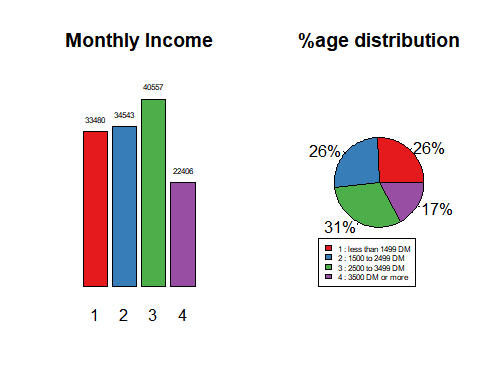 Monthly Income
33460
34543
40557
22406
1
2
3
4
%age distribution
26%
26%
31%
17%
1 : less than 1499 DM
2 : 1500 to 2499 DM
3 : 2500 to 3499 DM
4 : 3500 DM or more